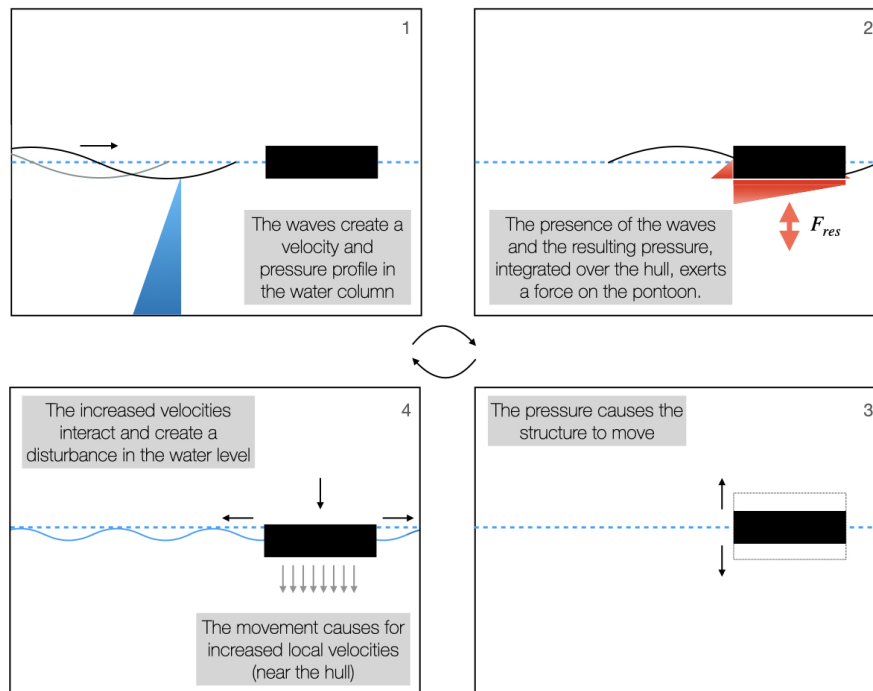 1
The waves create a
velocity and
pressure profile in
the water column
2
F_res
The presence of the waves
and the resulting pressure,
integrated over the hull, exerts
a force on the pontoon.
4
The increased velocities
interact and create a
disturbance in the water level
The movement causes for
increased local velocities
(near the hull)
3
The pressure causes the
structure to move